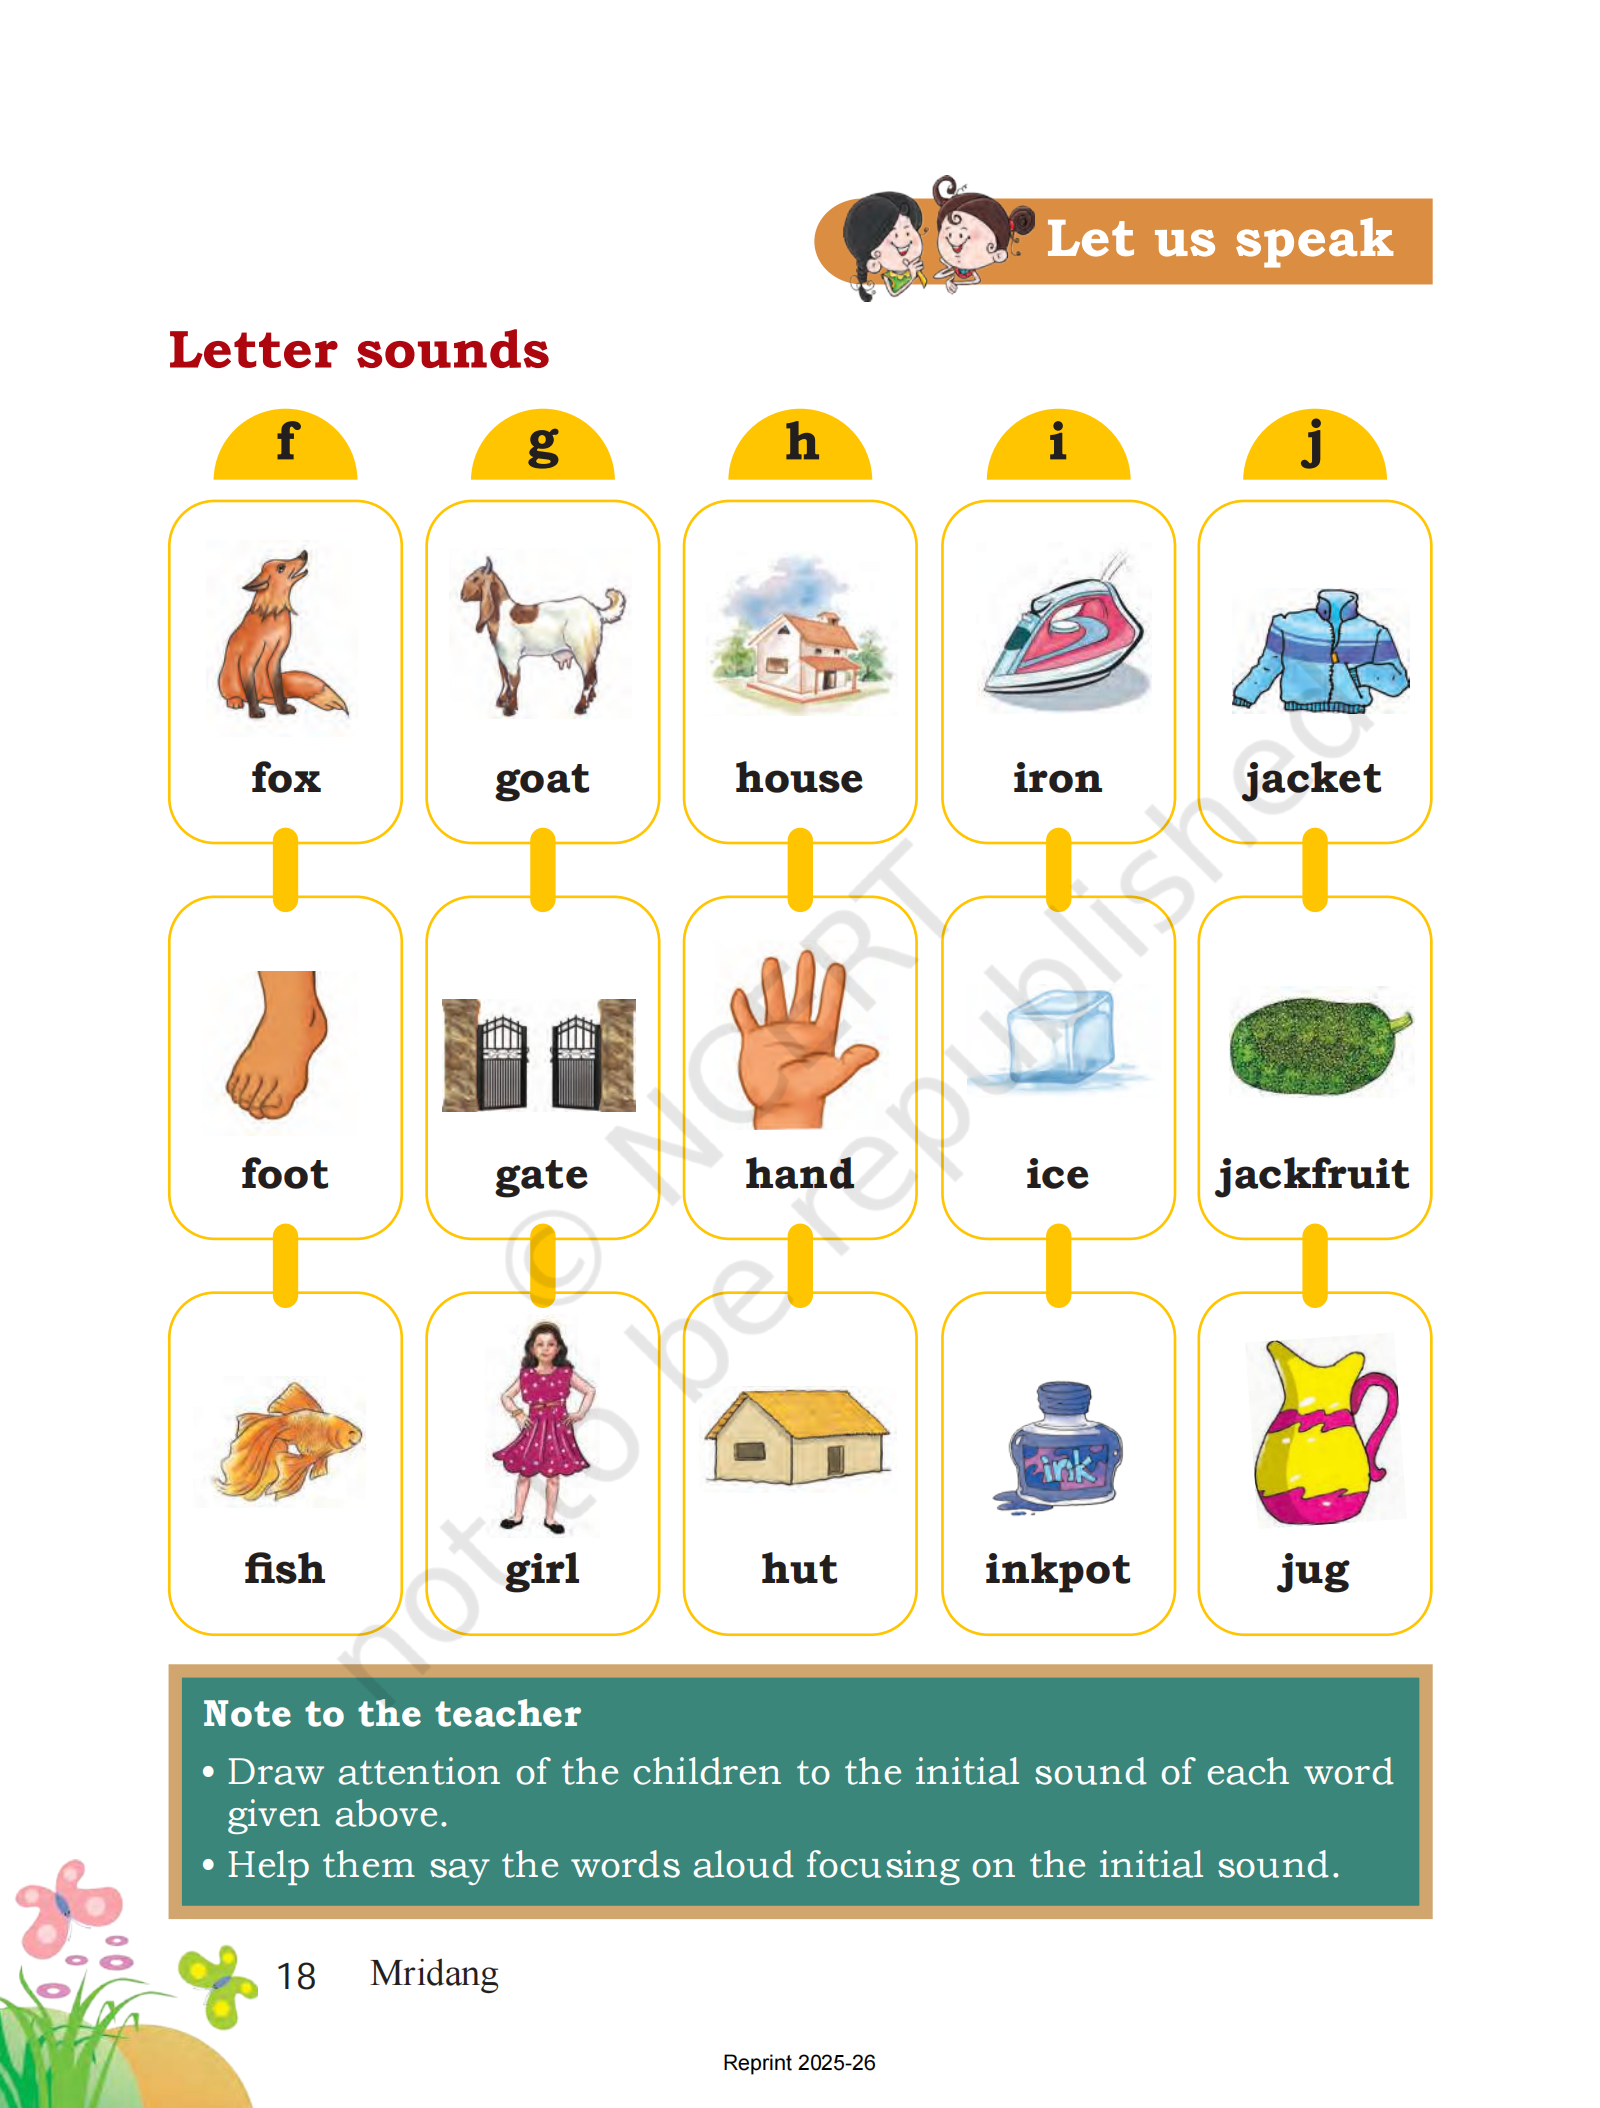 Let us speak
Letter sounds
f g h i j
fox goat house iron jacket
foot gate hand ice jackfruit
ink
fish girl hut inkpot jug
© NCERT
not to be republished
Note to the teacher
• Draw attention of the children to the initial sound of each word
given above.
• Help them say the words aloud focusing on the initial sound.
18 Mridang
Reprint 2025-26